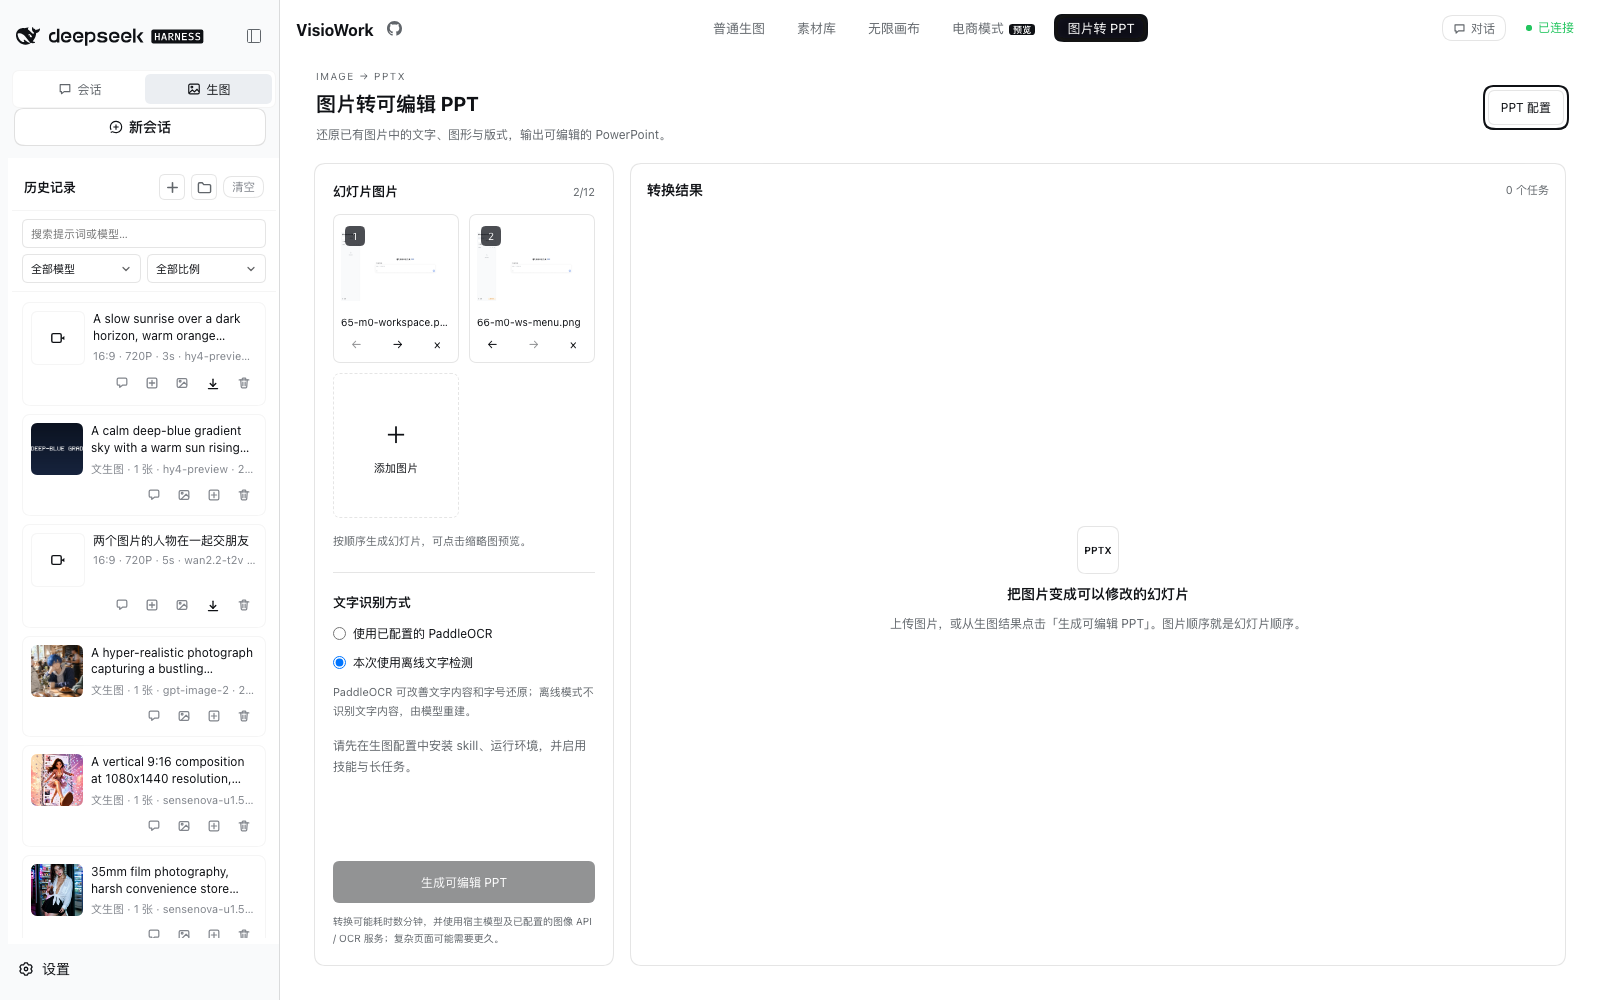 deepseek HARNESS
会话
生图
新会话
历史记录
清空
搜索提示词或模型...
全部模型
全部比例
A slow sunrise over a dark
horizon, warm orange...
16:9 · 720P · 3s · hy4-previe...
A calm deep-blue gradient
sky with a warm sun rising...
文生图 · 1 张 · hy4-preview · 2...
两个图片的人物在一起交朋友
16:9 · 720P · 5s · wan2.2-t2v ...
A hyper-realistic photograph
capturing a bustling...
文生图 · 1 张 · gpt-image-2 · 2...
A vertical 9:16 composition
at 1080x1440 resolution,...
文生图 · 1 张 · sensenova-u1.5...
35mm film photography,
harsh convenience store...
文生图 · 1 张 · sensenova-u1.5...
设置
VisioWork
普通生图
素材库
无限画布
电商模式 预览
图片转 PPT
对话
已连接
IMAGE → PPTX
图片转可编辑 PPT
还原已有图片中的文字、图形与版式，输出可编辑的 PowerPoint。
PPT 配置
幻灯片图片
2/12
1
2
65-m0-workspace.p...
66-m0-ws-menu.png
添加图片
按顺序生成幻灯片，可点击缩略图预览。
文字识别方式
使用已配置的 PaddleOCR
本次使用离线文字检测
PaddleOCR 可改善文字内容和字号还原；离线模式不
识别文字内容，由模型重建。
请先在生图配置中安装 skill、运行环境，并启用
技能与长任务。
生成可编辑 PPT
转换可能耗时数分钟，并使用宿主模型及已配置的图像 API
/ OCR 服务；复杂页面可能需要更久。
转换结果
0 个任务
PPTX
把图片变成可以修改的幻灯片
上传图片，或从生图结果点击「生成可编辑 PPT」。图片顺序就是幻灯片顺序。